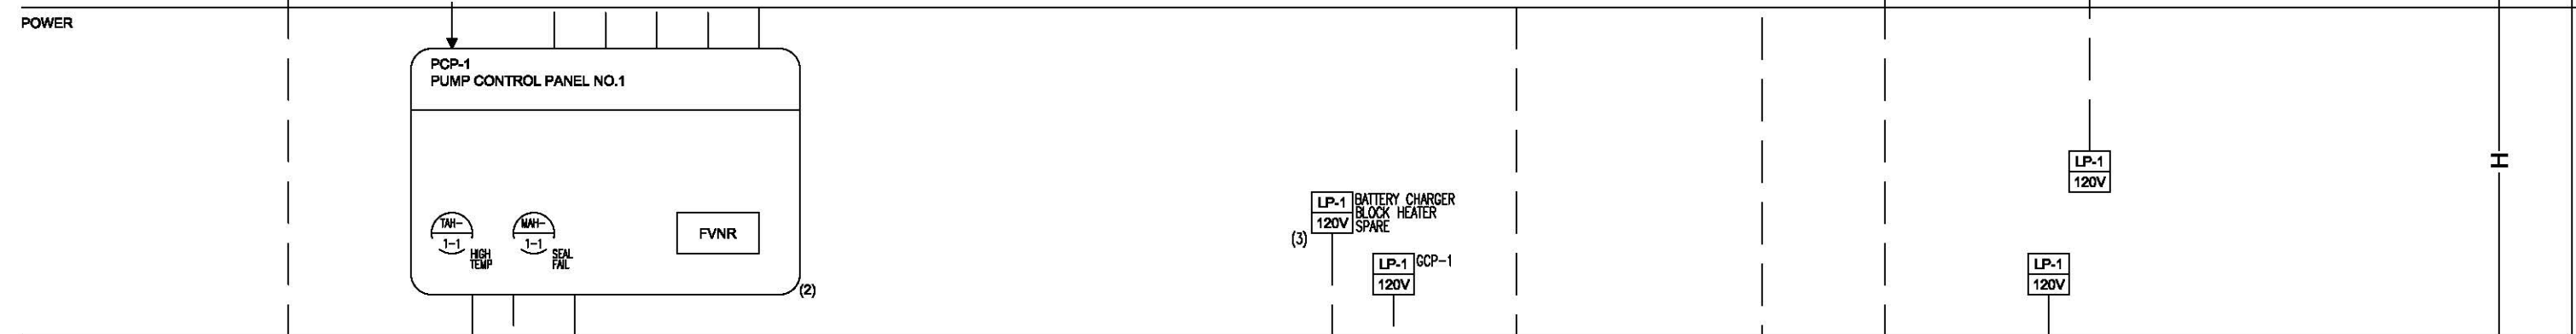 POWER
PCP-1
PUMP CONTROL PANEL NO.1
TAH-
1-1
HIGH
TEMP
MAH-
1-1
SEAL
FAIL
FVNR
(2)
LP-1
120V
BATTERY CHARGER
BLOCK HEATER
SPARE
(3)
LP-1
120V
GCP-1
LP-1
120V
LP-1
120V
H